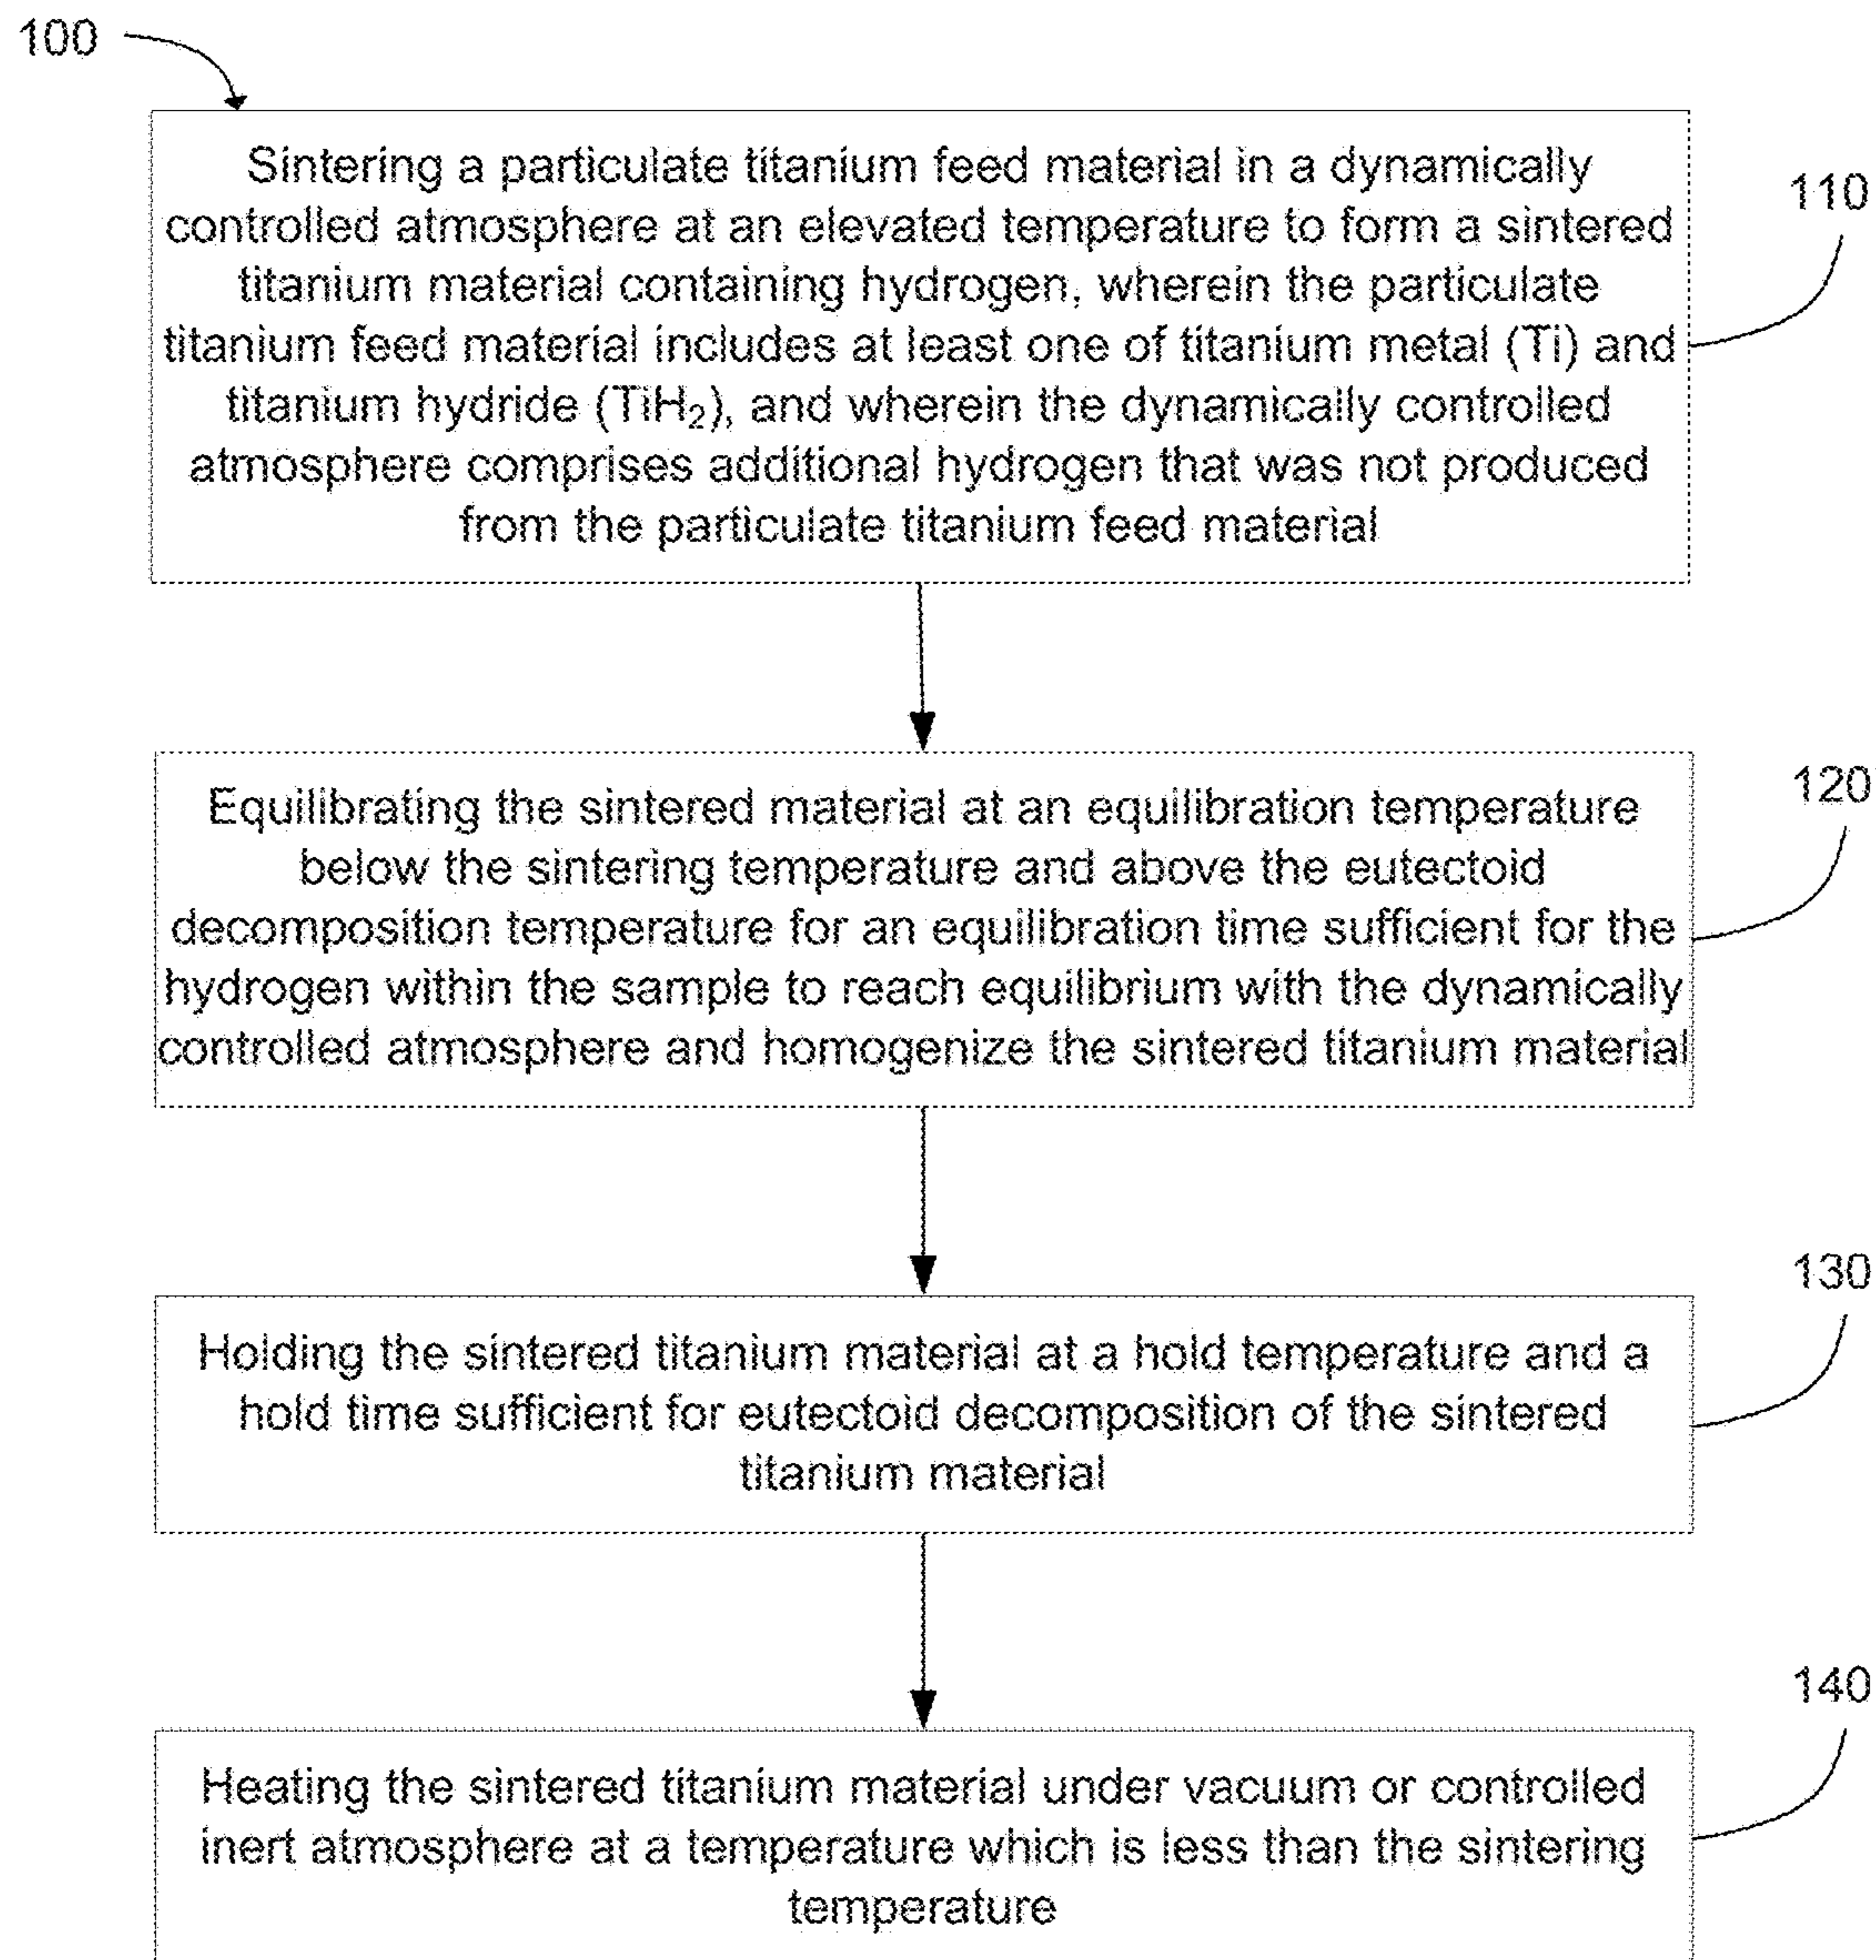 100
Sintering a particulate titanium feed material in a dynamically
controlled atmosphere at an elevated temperature to form a sintered
titanium material containing hydrogen, wherein the particulate
titanium feed material includes at least one of titanium metal (Ti) and
titanium hydride (TiH₂), and wherein the dynamically controlled
atmosphere comprises additional hydrogen that was not produced
from the particulate titanium feed material
110
Equilibrating the sintered material at an equilibration temperature
below the sintering temperature and above the eutectoid
decomposition temperature for an equilibration time sufficient for the
hydrogen within the sample to reach equilibrium with the dynamically
controlled atmosphere and homogenize the sintered titanium material
120
Holding the sintered titanium material at a hold temperature and a
hold time sufficient for eutectoid decomposition of the sintered
titanium material
130
Heating the sintered titanium material under vacuum or controlled
inert atmosphere at a temperature which is less than the sintering
temperature
140